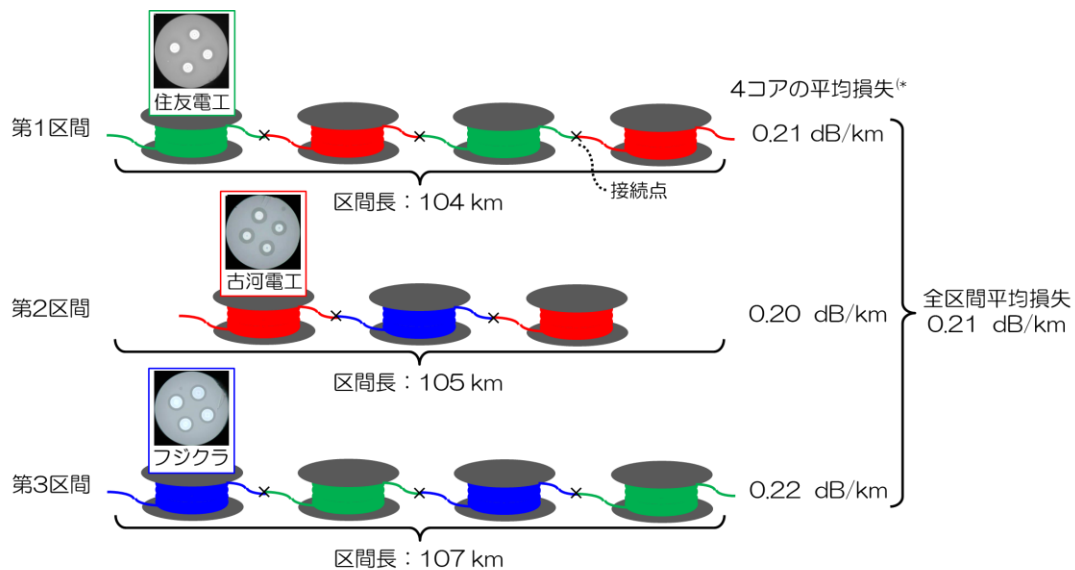 住友電工
4コアの平均損失(*
第1区間
0.21 dB/km
接続点
区間長：104 km
古河電工
第2区間
0.20 dB/km
全区間平均損失
0.21 dB/km
区間長：105 km
フジクラ
第3区間
0.22 dB/km
区間長：107 km